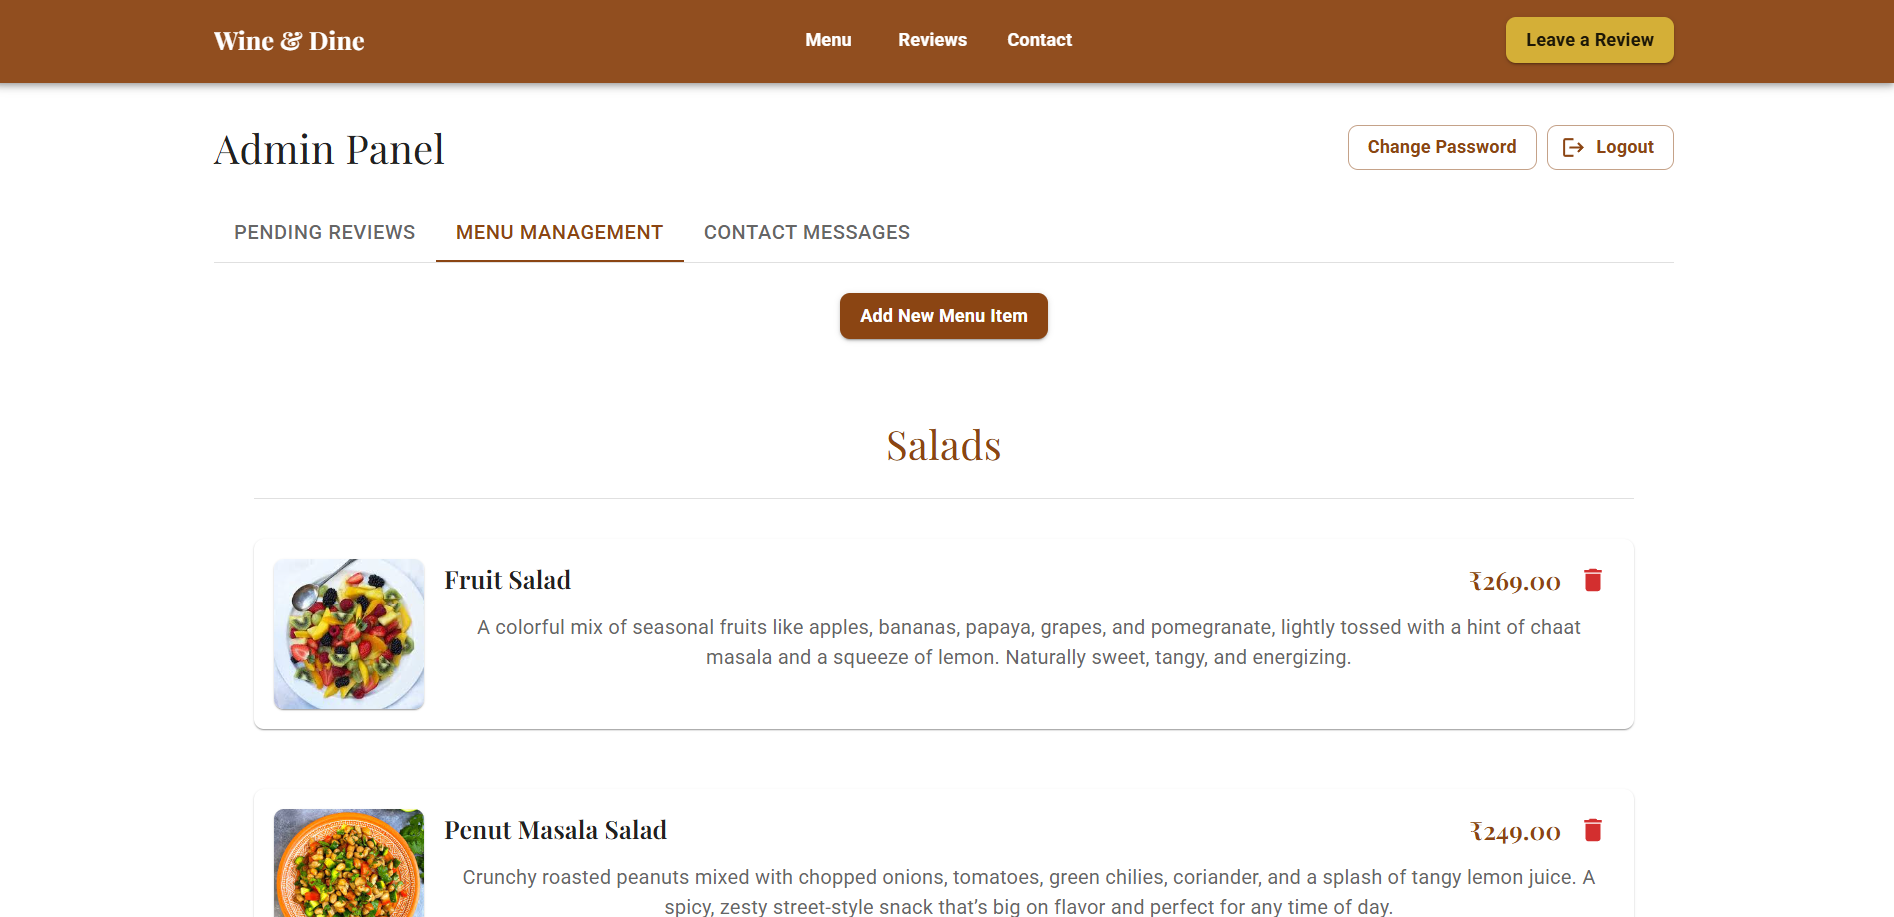 Wine & Dine
Menu
Reviews
Contact
Leave a Review
Admin Panel
Change Password
Logout
PENDING REVIEWS
MENU MANAGEMENT
CONTACT MESSAGES
Add New Menu Item
Salads
Fruit Salad
₹269.00
A colorful mix of seasonal fruits like apples, bananas, papaya, grapes, and pomegranate, lightly tossed with a hint of chaat
masala and a squeeze of lemon. Naturally sweet, tangy, and energizing.
Penut Masala Salad
₹249.00
Crunchy roasted peanuts mixed with chopped onions, tomatoes, green chilies, coriander, and a splash of tangy lemon juice. A
spicy, zesty street-style snack that’s big on flavor and perfect for any time of day.